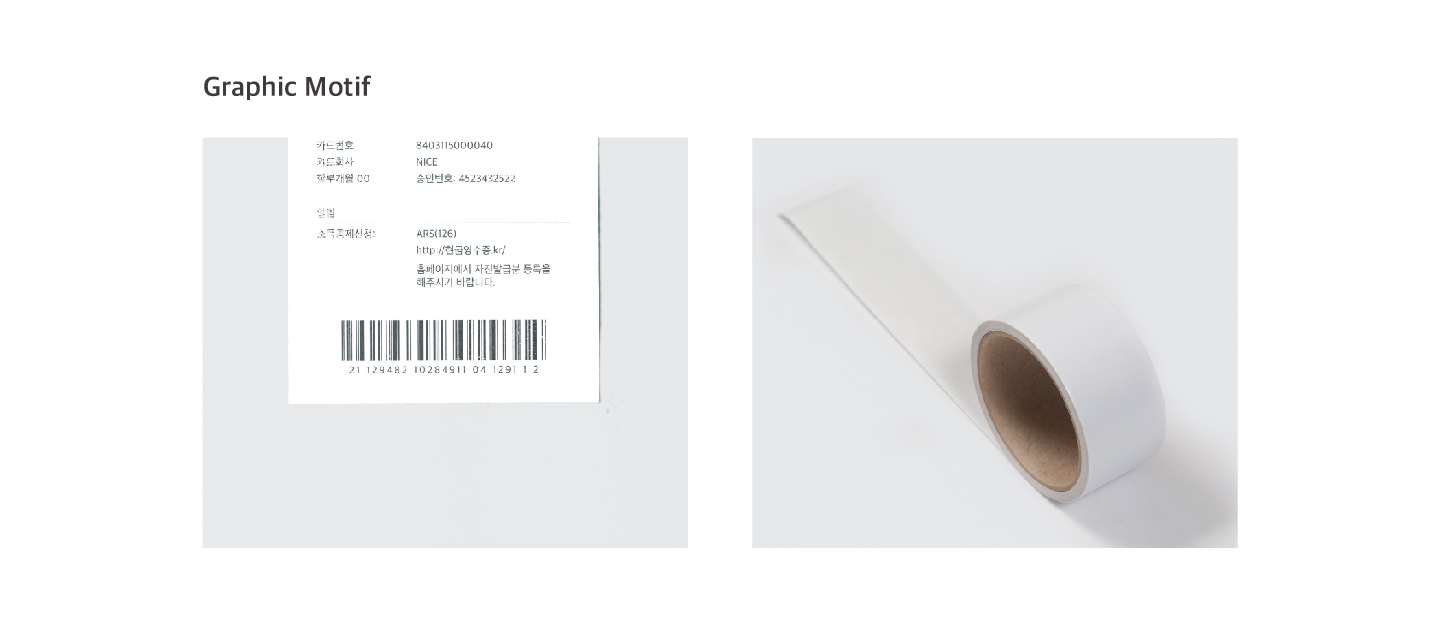 Graphic Motif
카드번호 8403115000040
카드회사 NICE
할부개월 00 승인번호: 4523432522
알림
소득공제신청: ARS(126)
http://현금영수증.kr/
홈페이지에서 자진발급분 등록을
해주시기 바랍니다.
21 129482 10284911 04 1291 1 2